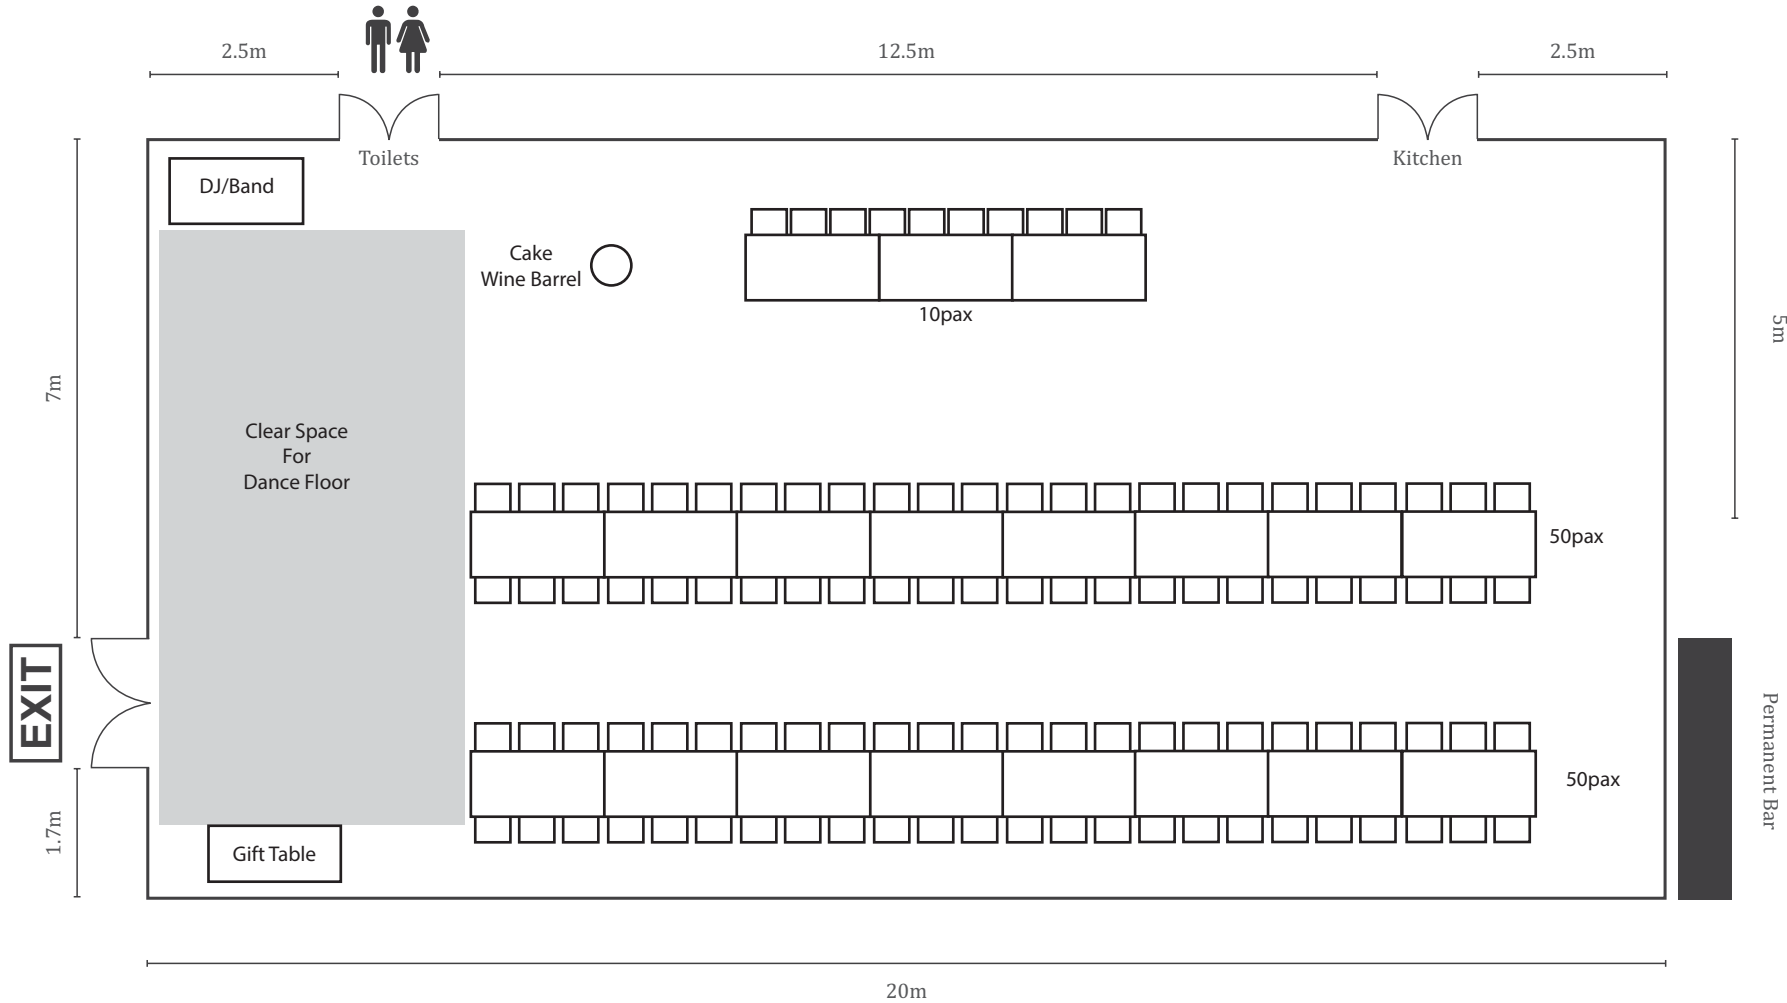 2.5m
12.5m
2.5m
Toilets
Kitchen
DJ/Band
Cake
Wine Barrel
10pax
5m
7m
Clear Space
For
Dance Floor
50pax
EXIT
Permanent Bar
50pax
1.7m
Gift Table
20m